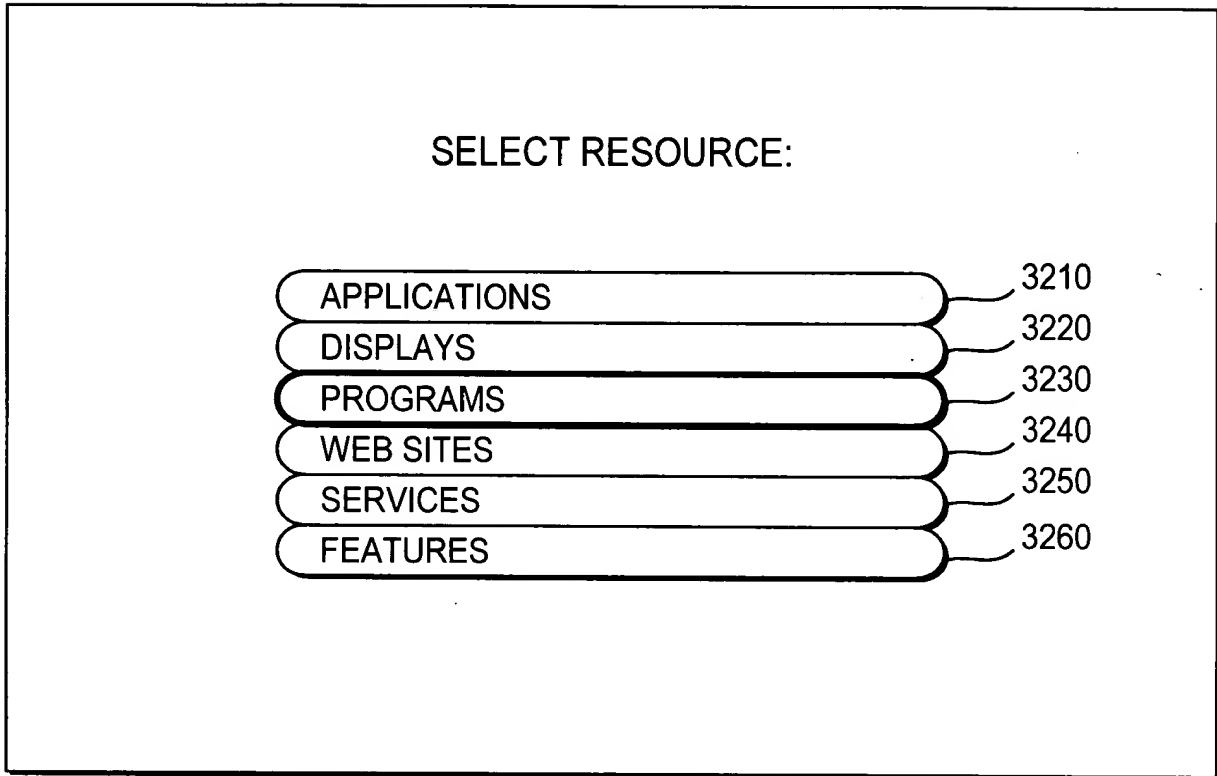 SELECT RESOURCE:
APPLICATIONS 3210
DISPLAYS 3220
PROGRAMS 3230
WEB SITES 3240
SERVICES 3250
FEATURES 3260